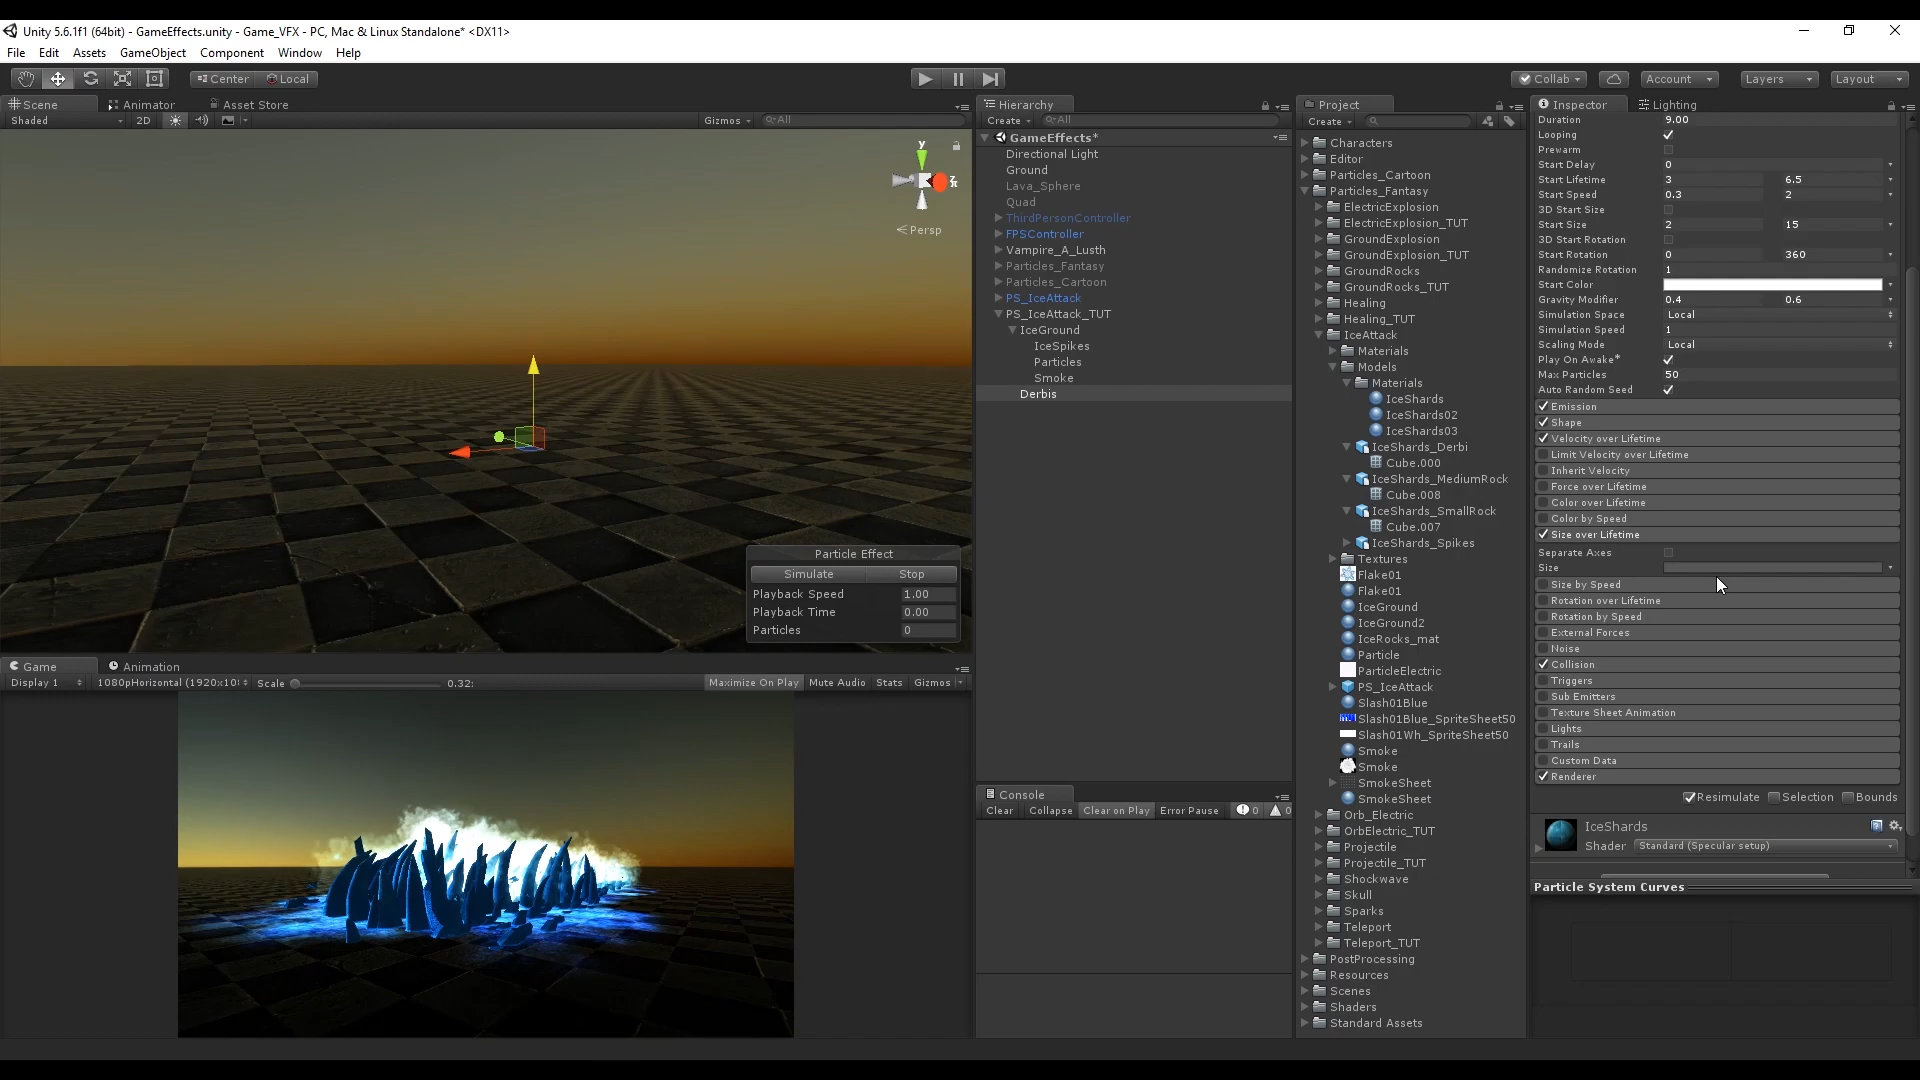 Unity 5.6.1f1 (64bit) - GameEffects.unity - Game_VFX - PC, Mac & Linux Standalone* <DX11>
File Edit Assets GameObject Component Window Help
Center Local
Collab Account Layers Layout
Scene Animator Asset Store
Shaded 2D Gizmos All
y
z
Persp
Particle Effect
Simulate Stop
Playback Speed 1.00
Playback Time 0.00
Particles 0
Game Animation
Display 1 1080pHorizontal (1920x10 Scale 0.32: Maximize On Play Mute Audio Stats Gizmos
Hierarchy
Create All
GameEffects*
Directional Light
Ground
Lava_Sphere
Quad
ThirdPersonController
FPSController
Vampire_A_Lusth
Particles_Fantasy
Particles_Cartoon
PS_IceAttack
PS_IceAttack_TUT
IceGround
IceSpikes
Particles
Smoke
Derbis
Console
Clear Collapse Clear on Play Error Pause 0 0
Project
Create
Characters
Editor
Particles_Cartoon
Particles_Fantasy
ElectricExplosion
ElectricExplosion_TUT
GroundExplosion
GroundExplosion_TUT
GroundRocks
GroundRocks_TUT
Healing
Healing_TUT
IceAttack
Materials
Models
Materials
IceShards
IceShards02
IceShards03
IceShards_Derbi
Cube.000
IceShards_MediumRock
Cube.008
IceShards_SmallRock
Cube.007
IceShards_Spikes
Textures
Flake01
Flake01
IceGround
IceGround2
IceRocks_mat
Particle
ParticleElectric
PS_IceAttack
Slash01Blue
Slash01Blue_SpriteSheet50
Slash01Wh_SpriteSheet50
Smoke
Smoke
SmokeSheet
SmokeSheet
Orb_Electric
OrbElectric_TUT
Projectile
Projectile_TUT
Shockwave
Skull
Sparks
Teleport
Teleport_TUT
PostProcessing
Resources
Scenes
Shaders
Standard Assets
Inspector Lighting
Duration 9.00
Looping
Prewarm
Start Delay 0
Start Lifetime 3 6.5
Start Speed 0.3 2
3D Start Size
Start Size 2 15
3D Start Rotation
Start Rotation 0 360
Randomize Rotation 1
Start Color
Gravity Modifier 0.4 0.6
Simulation Space Local
Simulation Speed 1
Scaling Mode Local
Play On Awake*
Max Particles 50
Auto Random Seed
Emission
Shape
Velocity over Lifetime
Limit Velocity over Lifetime
Inherit Velocity
Force over Lifetime
Color over Lifetime
Color by Speed
Size over Lifetime
Separate Axes
Size
Size by Speed
Rotation over Lifetime
Rotation by Speed
External Forces
Noise
Collision
Triggers
Sub Emitters
Texture Sheet Animation
Lights
Trails
Custom Data
Renderer
Resimulate Selection Bounds
IceShards
Shader Standard (Specular setup)
Particle System Curves